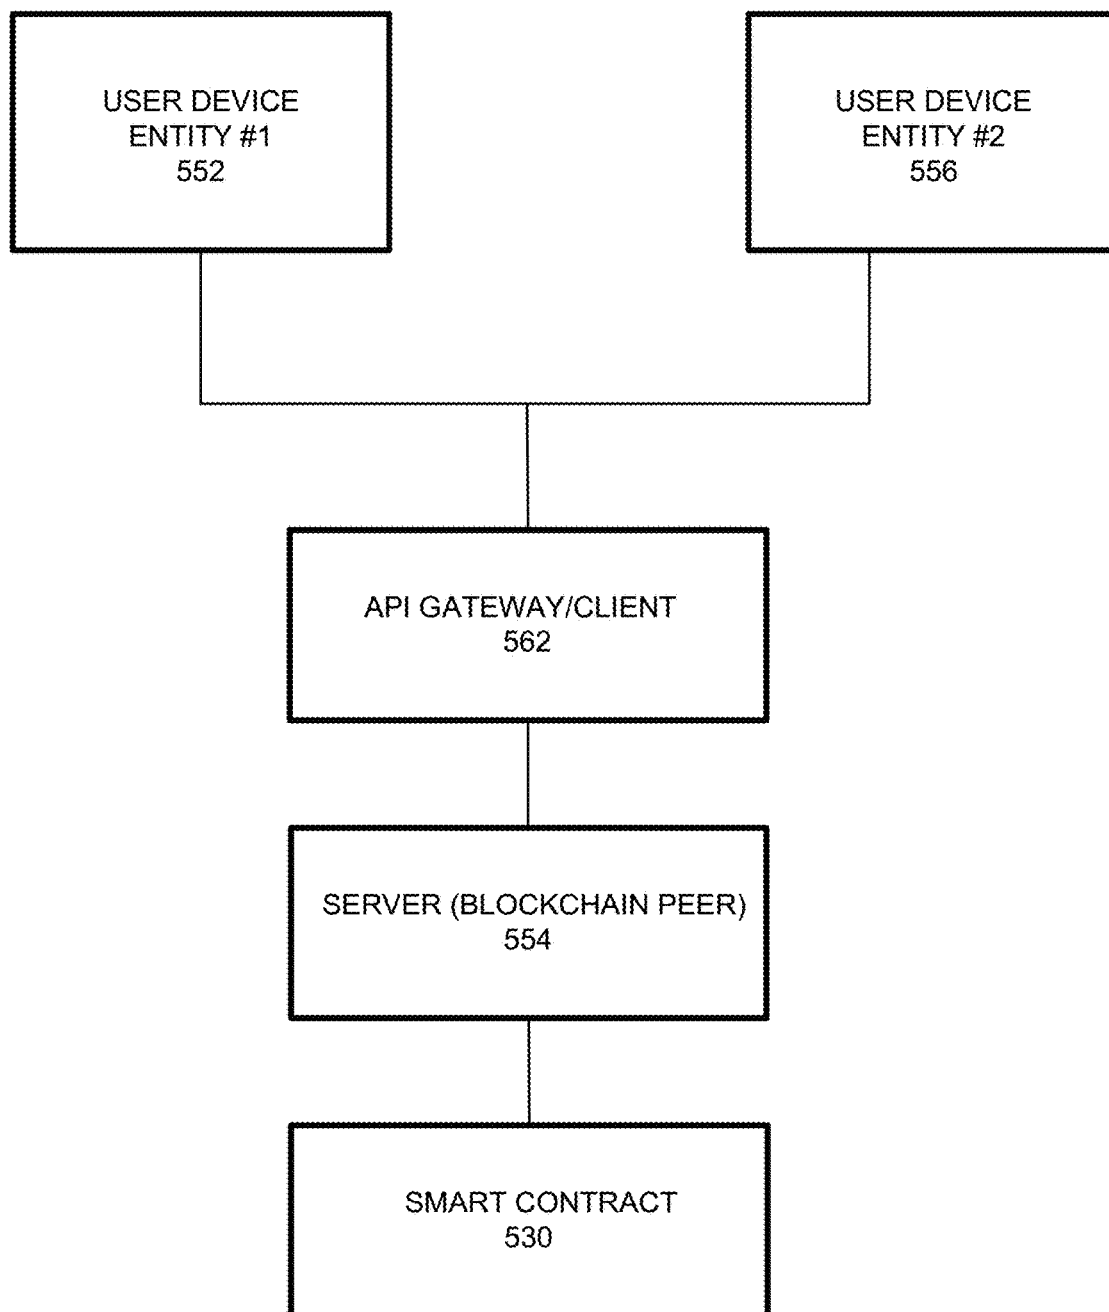 USER DEVICE
ENTITY #1
552
USER DEVICE
ENTITY #2
556
API GATEWAY/CLIENT
562
SERVER (BLOCKCHAIN PEER)
554
SMART CONTRACT
530